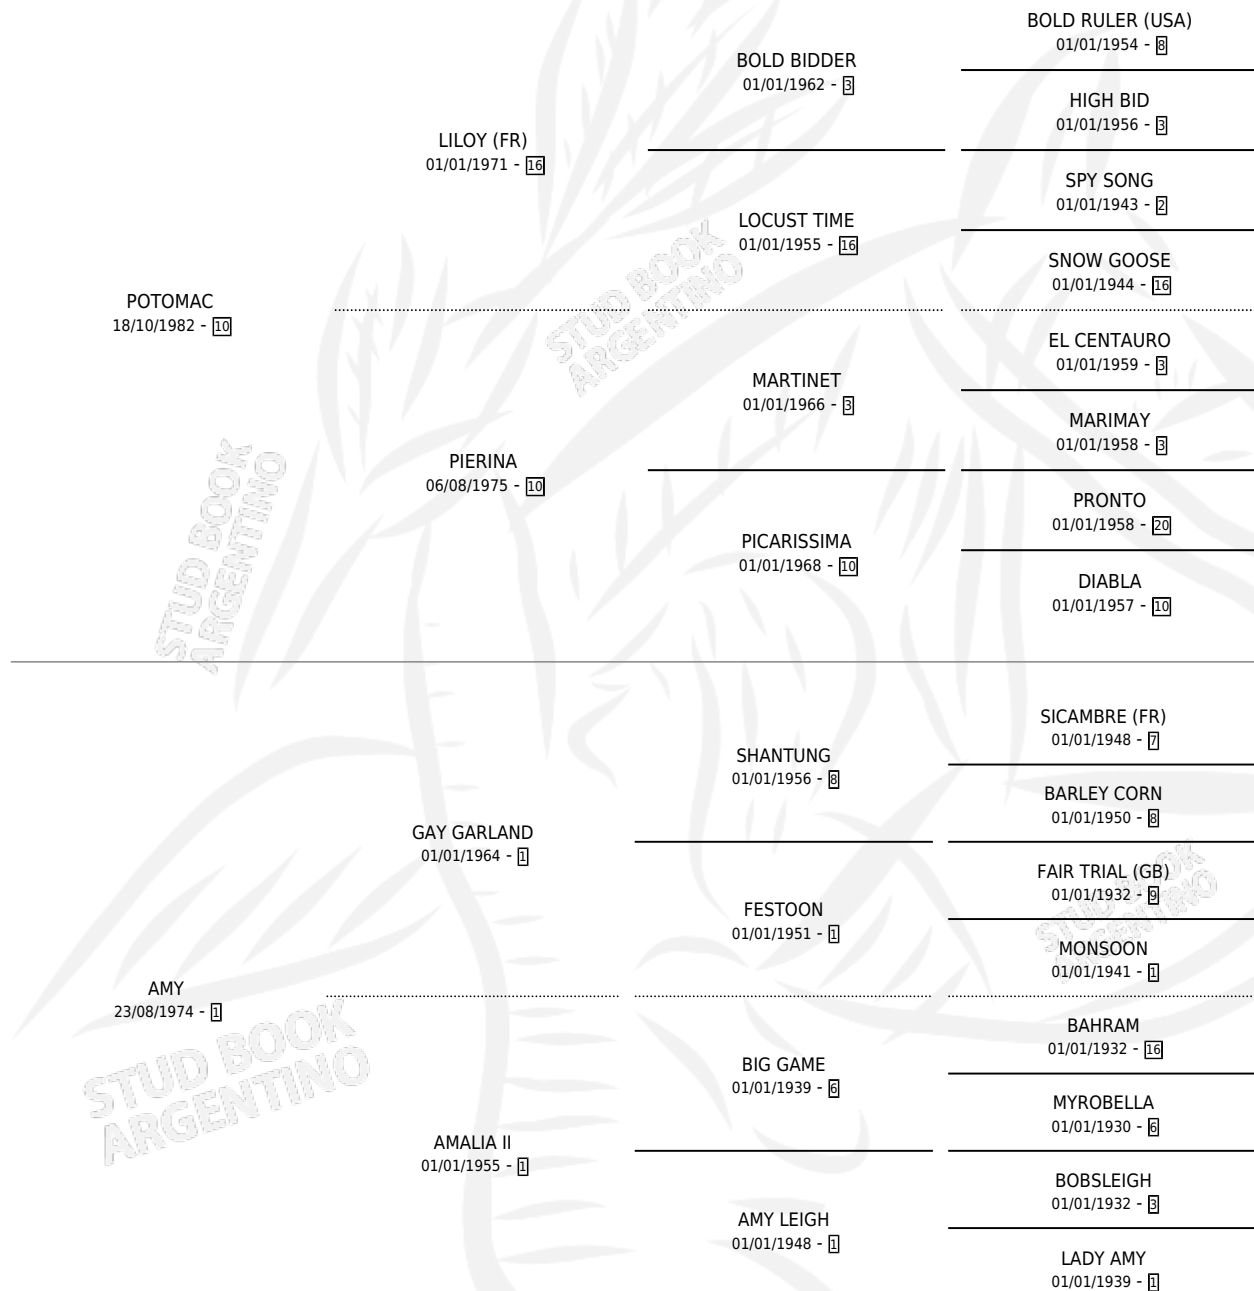 BOLD RULER (USA)
01/01/1954 - 8
BOLD BIDDER
01/01/1962 - 3
HIGH BID
01/01/1956 - 3
LILOY (FR)
01/01/1971 - 16
SPY SONG
01/01/1943 - 2
LOCUST TIME
01/01/1955 - 16
SNOW GOOSE
01/01/1944 - 16
POTOMAC
18/10/1982 - 10
EL CENTAURO
01/01/1959 - 3
MARTINET
01/01/1966 - 3
MARIMAY
01/01/1958 - 3
PIERINA
06/08/1975 - 10
PRONTO
01/01/1958 - 20
PICARISSIMA
01/01/1968 - 10
DIABLA
01/01/1957 - 10
SICAMBRE (FR)
01/01/1948 - 7
SHANTUNG
01/01/1956 - 8
BARLEY CORN
01/01/1950 - 8
GAY GARLAND
01/01/1964 - 1
FAIR TRIAL (GB)
01/01/1932 - 9
FESTOON
01/01/1951 - 1
MONSOON
01/01/1941 - 1
AMY
23/08/1974 - 1
BAHRAM
01/01/1932 - 16
BIG GAME
01/01/1939 - 6
MYROBELLA
01/01/1930 - 6
AMALIA II
01/01/1955 - 1
BOBSLEIGH
01/01/1932 - 3
AMY LEIGH
01/01/1948 - 1
LADY AMY
01/01/1939 - 1
STUD BOOK
ARGENTINO
STUD BOOK
ARGENTINO
STUD BOOK
ARGENTINO
STUD BOOK
ARGENTINO